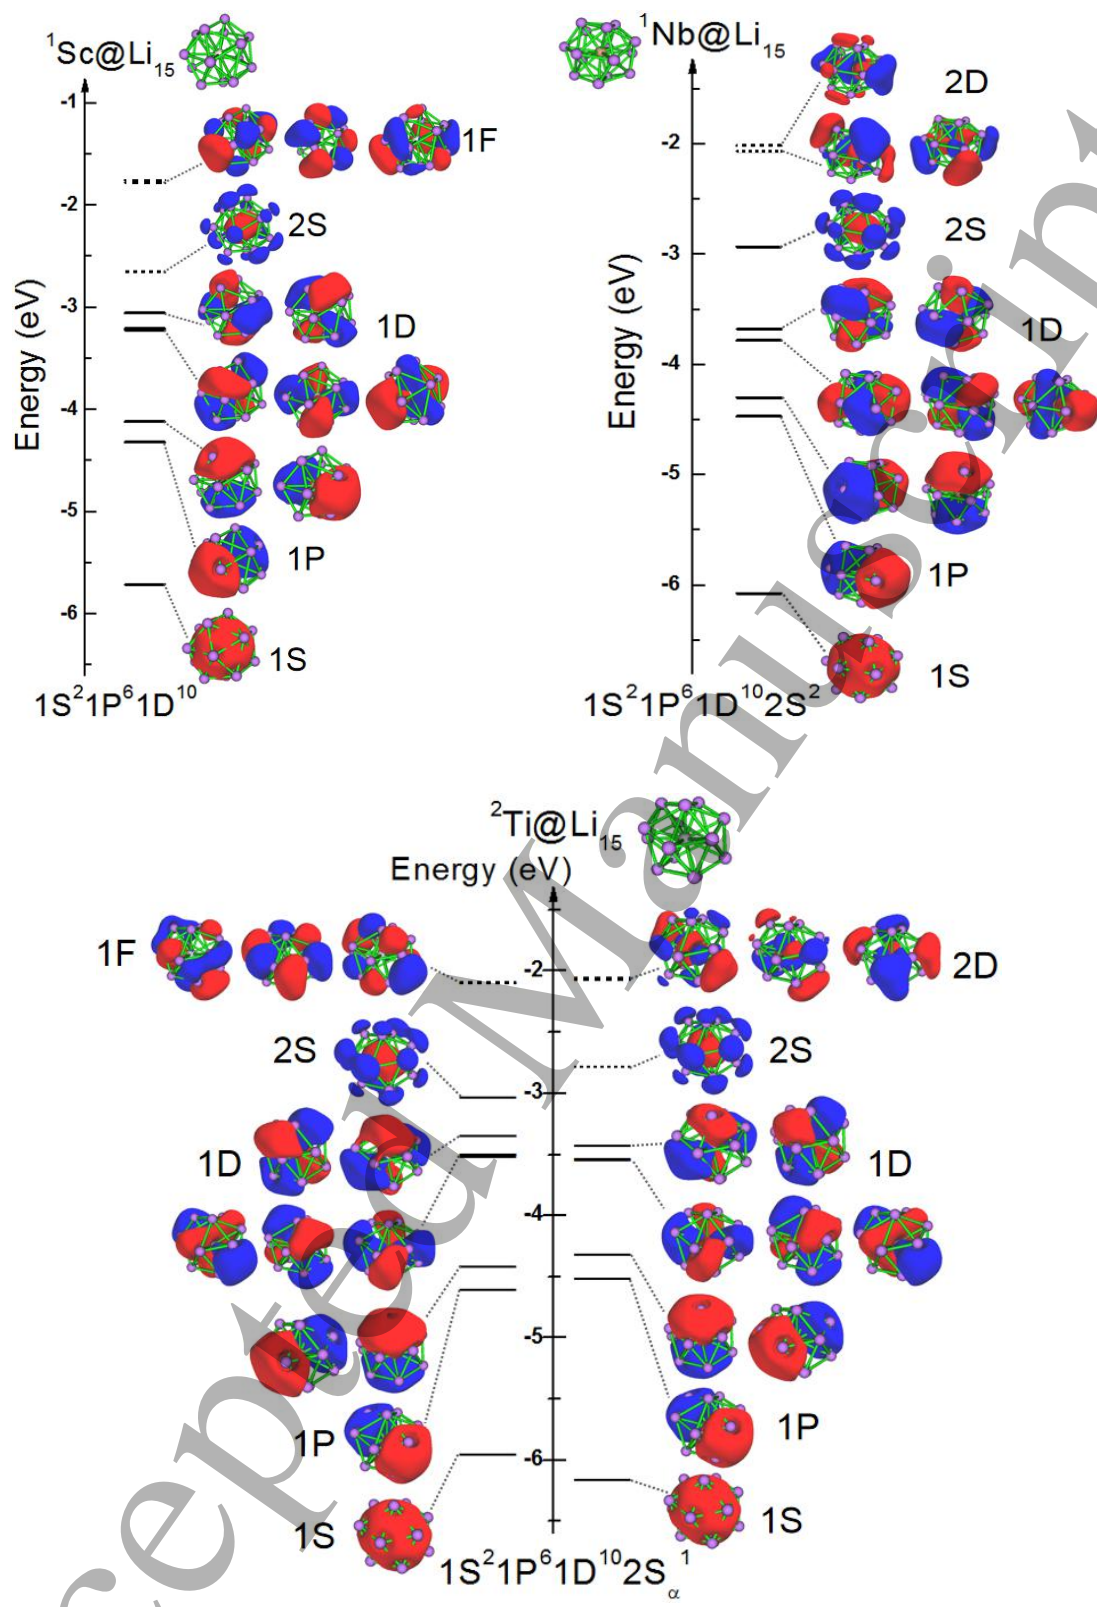 ¹Sc@Li₁₅
Energy (eV)
-1
-2
-3
-4
-5
-6
1F
2S
1D
1P
1S
1S²1P⁶1D¹⁰
¹Nb@Li₁₅
Energy (eV)
-2
-3
-4
-5
-6
2D
2S
1D
1P
1S
1S²1P⁶1D¹⁰2S²
²Ti@Li₁₅
Energy (eV)
-2
-3
-4
-5
-6
1F
2S
1D
1P
1S
2D
2S
1D
1P
1S
1S²1P⁶1D¹⁰2Sα¹
cepted Manuscript